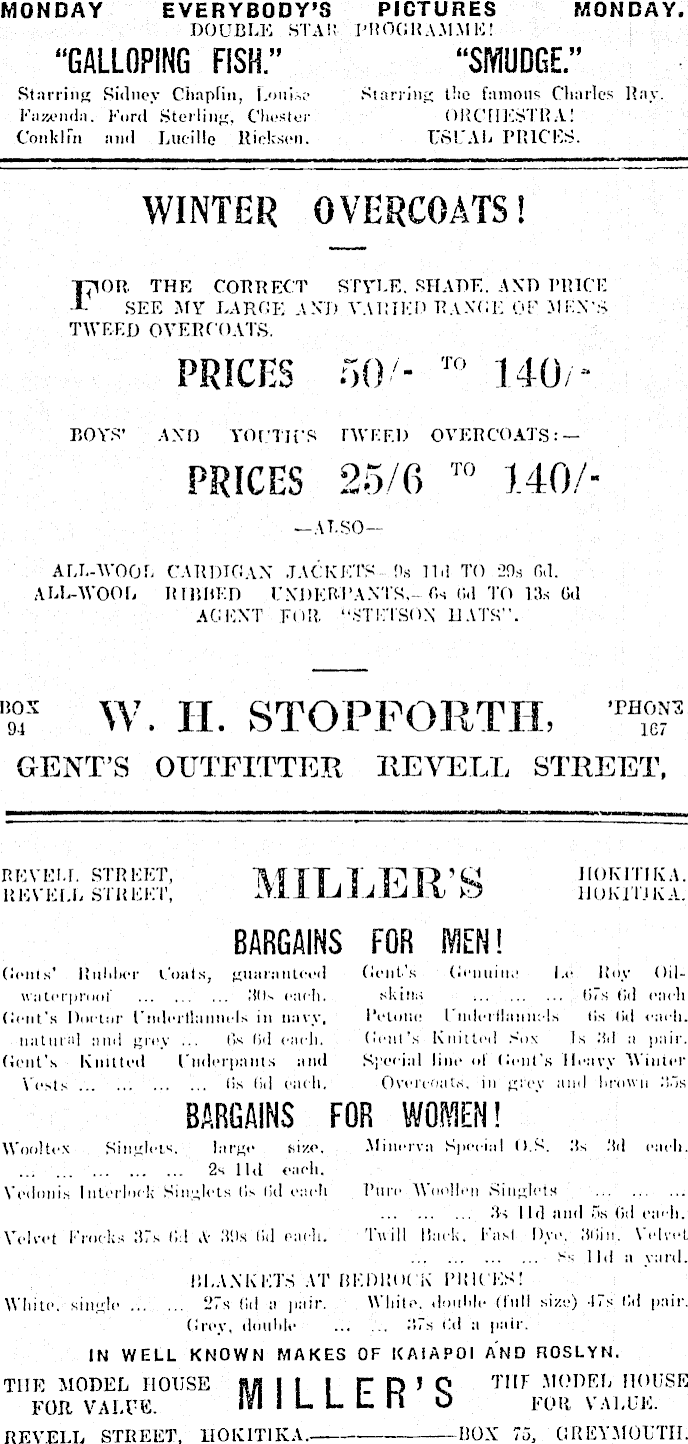 MONDAY EVERYBODY'S PICTURES MONDAY.
DOUBLE STAR PROGRAMME!
"GALLOPING FISH."
Starring Sidney Chaplin, Louise
Fazenda, Ford Sterling, Chester
Conklin and Lucille Ricksen.
"SMUDGE."
Starring the famous Charles Ray.
ORCHESTRA!
USUAL PRICES.
WINTER OVERCOATS!
FOR THE CORRECT STYLE, SHADE, AND PRICE
SEE MY LARGE AND VARIED RANGE OF MEN'S
TWEED OVERCOATS.
PRICES 50/- TO 140/-
BOYS' AND YOUTH'S TWEED OVERCOATS:—
PRICES 25/6 TO 140/-
—ALSO—
ALL-WOOL CARDIGAN JACKETS—9s 11d TO 29s 6d.
ALL-WOOL RIBBED UNDERPANTS.—6s 6d TO 13s 6d
AGENT FOR "STETSON HATS".
BOX 94
W. H. STOPFORTH,
'PHONE 167
GENT'S OUTFITTER REVELL STREET,
REVELL STREET,
REVELL STREET,
MILLER'S
HOKITIKA.
HOKITIKA.
BARGAINS FOR MEN!
Gents' Rubber Coats, guaranteed
waterproof ... ... ... 30s each.
Gent's Doctor Underflannels in navy,
natural and grey ... 6s 6d each.
Gent's Knitted Underpants and
Vests ... ... ... ... 6s 6d each.
Gent's Genuine Le Roy Oil-
skins ... ... ... 67s 6d each
Petone Underflannels 6s 6d each.
Gent's Knitted Sox 1s 3d a pair.
Special line of Gent's Heavy Winter
Overcoats, in grey and brown 35s
BARGAINS FOR WOMEN!
Wooltex Singlets, large size,
... ... ... ... ... 2s 11d each.
Vedonis Interlock Singlets 6s 6d each
Velvet Frocks 37s 6d & 39s 6d each.
Minerva Special O.S. 3s 3d each.
Pure Woollen Singlets ... ... ...
... ... ... 3s 11d and 5s 6d each.
Twill Back, Fast Dye, 36in. Velvet
... ... ... ... ... 8s 11d a yard.
BLANKETS AT BEDROCK PRICES!
White, single ... ... 27s 6d a pair. White, double (full size) 47s 6d pair.
Grey, double ... ... 37s 6d a pair.
IN WELL KNOWN MAKES OF KAIAPOI AND ROSLYN.
THE MODEL HOUSE
FOR VALUE.
MILLER'S
THE MODEL HOUSE
FOR VALUE.
REVELL STREET, HOKITIKA.————BOX 75, GREYMOUTH.